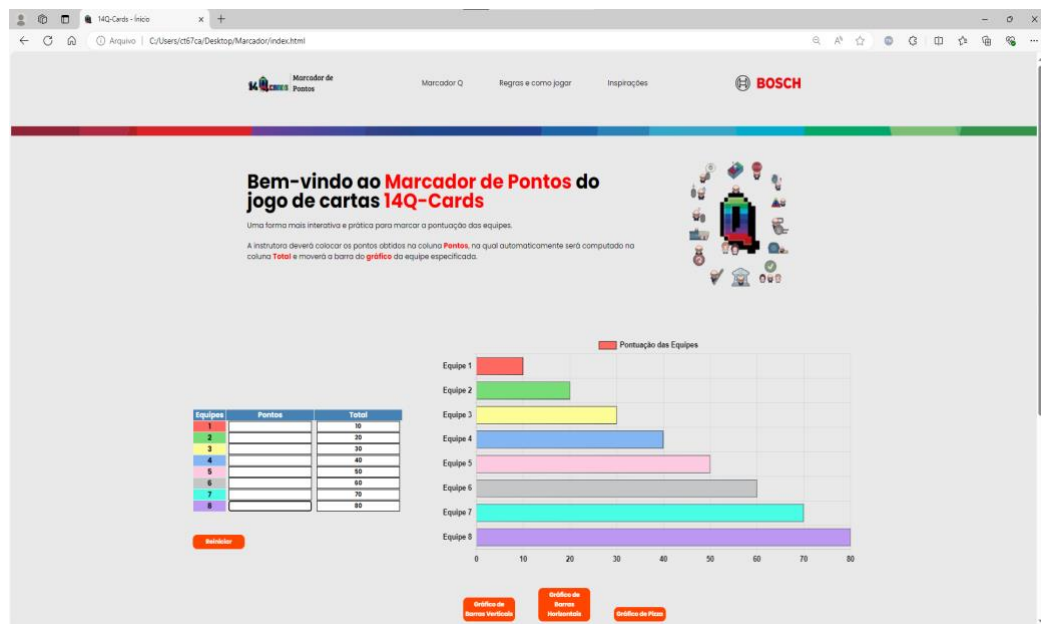 14Q-Cards - Início
Arquivo | C:/Users/ct67ca/Desktop/Marcador/index.html
14 Q CARDS Marcador de
Pontos
Marcador Q Regras e como jogar Inspirações
BOSCH
Bem-vindo ao Marcador de Pontos do
jogo de cartas 14Q-Cards
Uma forma mais interativa e prática para marcar a pontuação das equipes.
A instrutora deverá colocar os pontos obtidos na coluna Pontos, na qual automaticamente será computado na
coluna Total e moverá a barra do gráfico da equipe especificada.
Equipes Pontos Total
1 10
2 20
3 30
4 40
5 50
6 60
7 70
8 80
Reiniciar
Pontuação das Equipes
Equipe 1
Equipe 2
Equipe 3
Equipe 4
Equipe 5
Equipe 6
Equipe 7
Equipe 8
0 10 20 30 40 50 60 70 80
Gráfico de
Barras Verticais
Gráfico de
Barras
Horizontais
Gráfico de Pizza